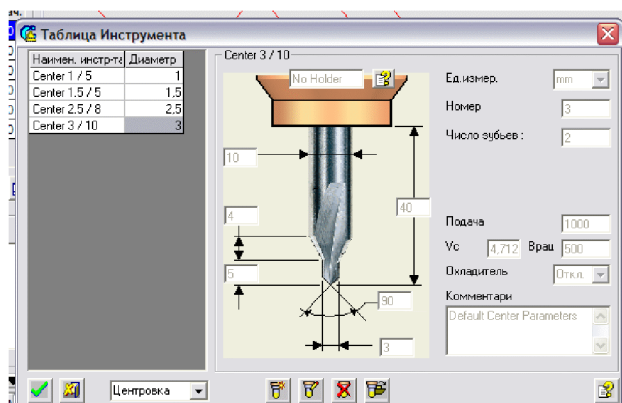 Таблица Инструмента
Наимен. инстр-та Диаметр
Center 1 / 5 1
Center 1.5 / 5 1.5
Center 2.5 / 8 2.5
Center 3 / 10 3
Center 3 / 10
No Holder
10
4
5
40
90
3
Ед.измер. mm
Номер 3
Число зубьев : 2
Подача 1000
Vc 4,712 Вращ 500
Охладитель Откл.
Комментари
Default Center Parameters
Центровка